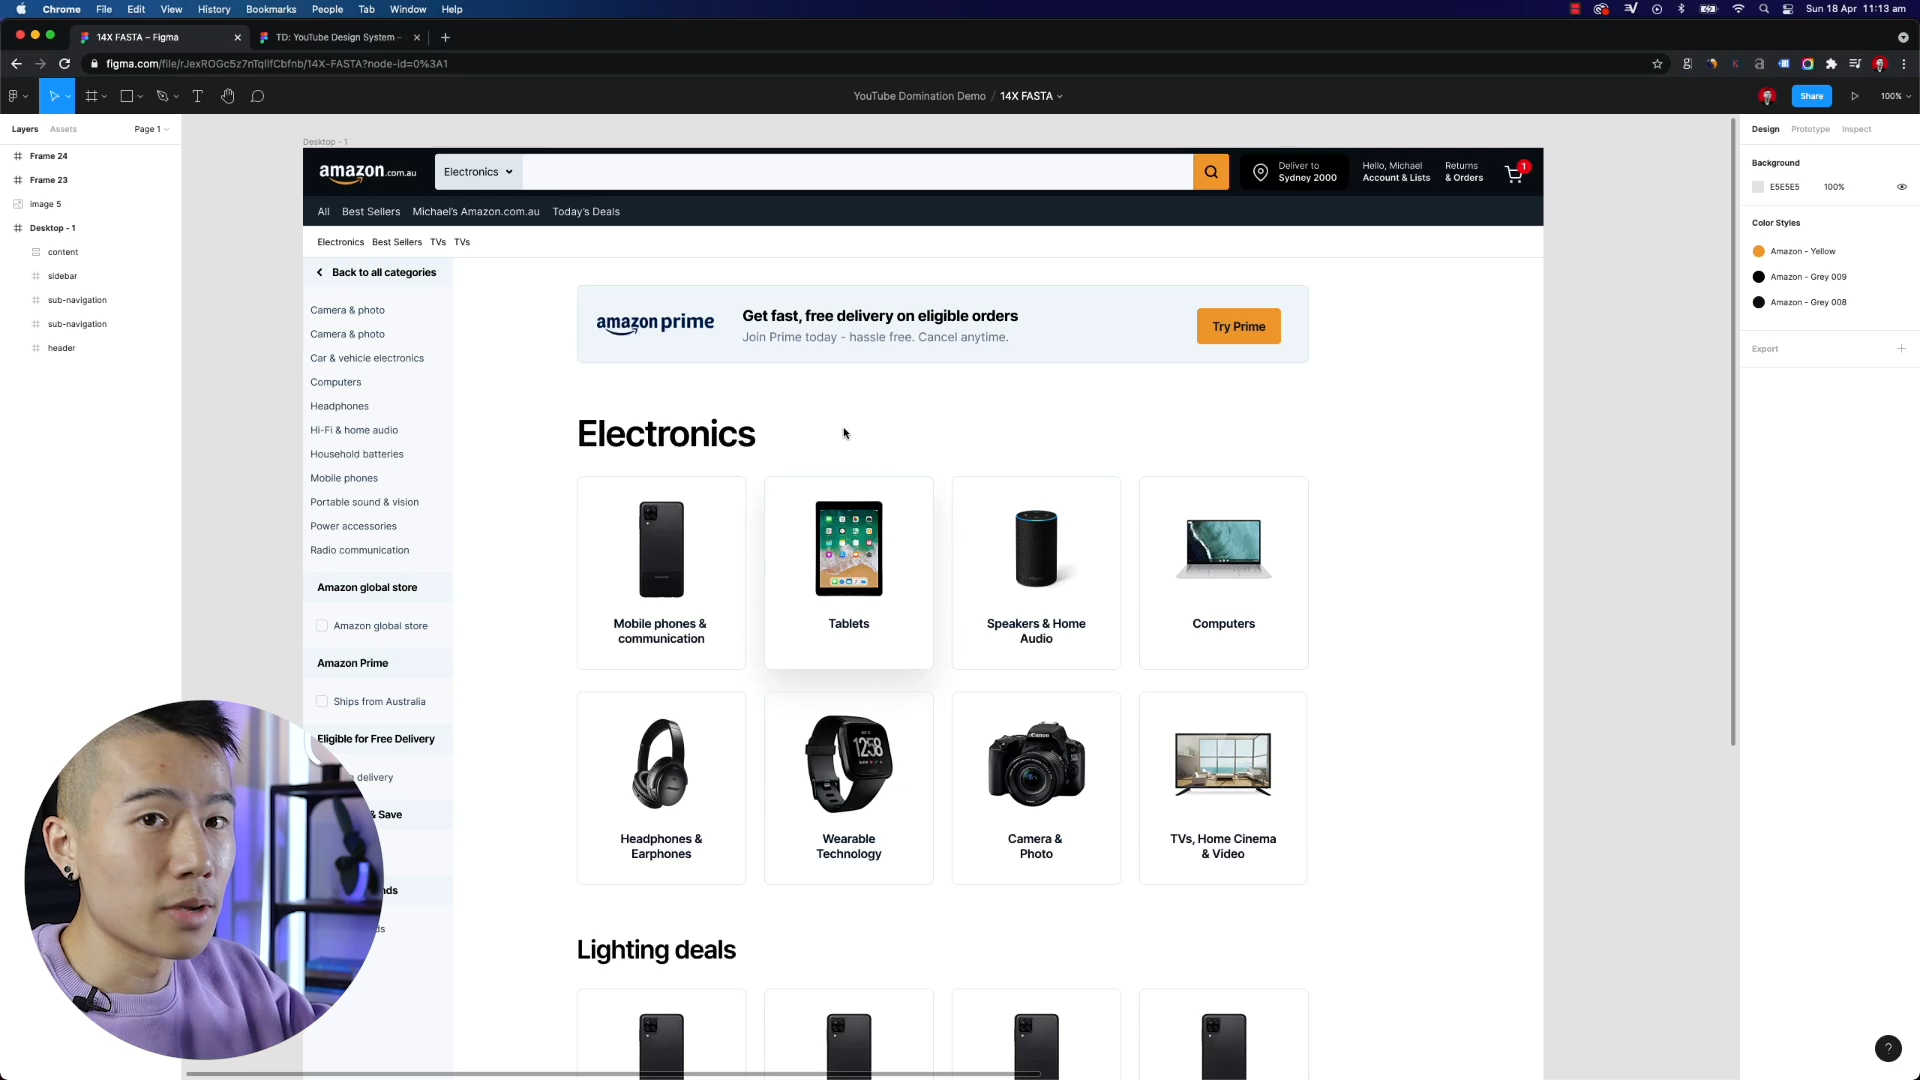 Chrome File Edit View History Bookmarks People Tab Window Help
Sun 18 Apr 11:13 am
14X FASTA – Figma
TD: YouTube Design System –
figma.com/file/rJexROGc5z7nTqlIfCbfnb/14X-FASTA?node-id=0%3A1
YouTube Domination Demo / 14X FASTA
Share
100%
Layers Assets Page 1
Frame 24
Frame 23
image 5
Desktop - 1
content
sidebar
sub-navigation
sub-navigation
header
Desktop - 1
amazon.com.au
Electronics
Deliver to
Sydney 2000
Hello, Michael
Account & Lists
Returns
& Orders
1
All Best Sellers Michael's Amazon.com.au Today's Deals
Electronics Best Sellers TVs TVs
Back to all categories
Camera & photo
Camera & photo
Car & vehicle electronics
Computers
Headphones
Hi-Fi & home audio
Household batteries
Mobile phones
Portable sound & vision
Power accessories
Radio communication
Amazon global store
Amazon global store
Amazon Prime
Ships from Australia
Eligible for Free Delivery
delivery
& Save
amazon prime
Get fast, free delivery on eligible orders
Join Prime today - hassle free. Cancel anytime.
Try Prime
Electronics
Mobile phones &
communication
Tablets
Speakers & Home
Audio
Computers
Headphones &
Earphones
12 58
Wearable
Technology
Canon
Camera &
Photo
TVs, Home Cinema
& Video
Lighting deals
Design Prototype Inspect
Background
E5E5E5 100%
Color Styles
Amazon - Yellow
Amazon - Grey 009
Amazon - Grey 008
Export
?